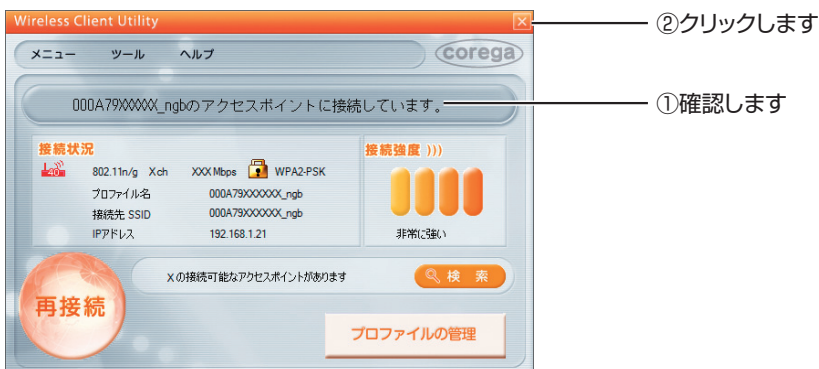 Wireless Client Utility
②クリックします
メニュー ツール ヘルプ corega
000A79XXXXXX_ngbのアクセスポイントに接続しています。
①確認します
接続状況
接続強度 )))
40 802.11n/g Xch XXX Mbps WPA2-PSK
プロファイル名 000A79XXXXXX_ngb
接続先 SSID 000A79XXXXXX_ngb
IPアドレス 192.168.1.21
非常に強い
Xの接続可能なアクセスポイントがあります 検 索
再接続
プロファイルの管理